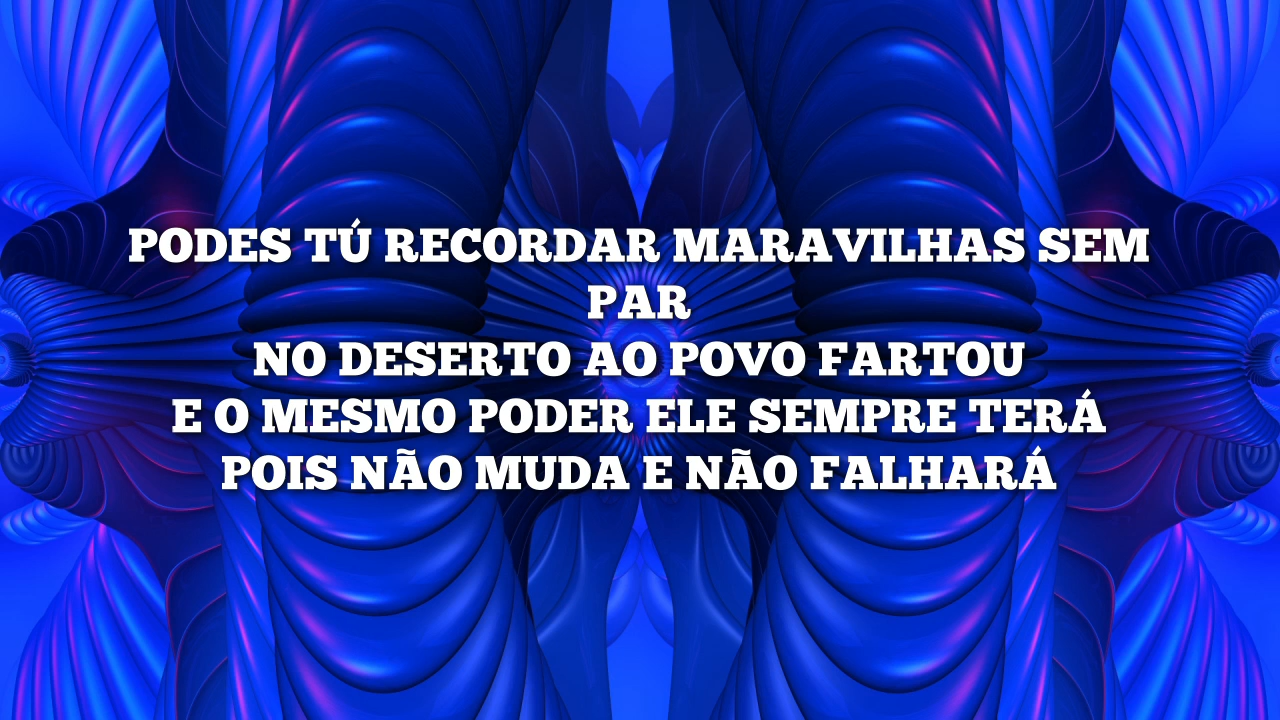 PODES TÚ RECORDAR MARAVILHAS SEM
PAR
NO DESERTO AO POVO FARTOU
E O MESMO PODER ELE SEMPRE TERÁ
POIS NÃO MUDA E NÃO FALHARÁ